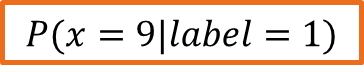 P(x = 9|label = 1)